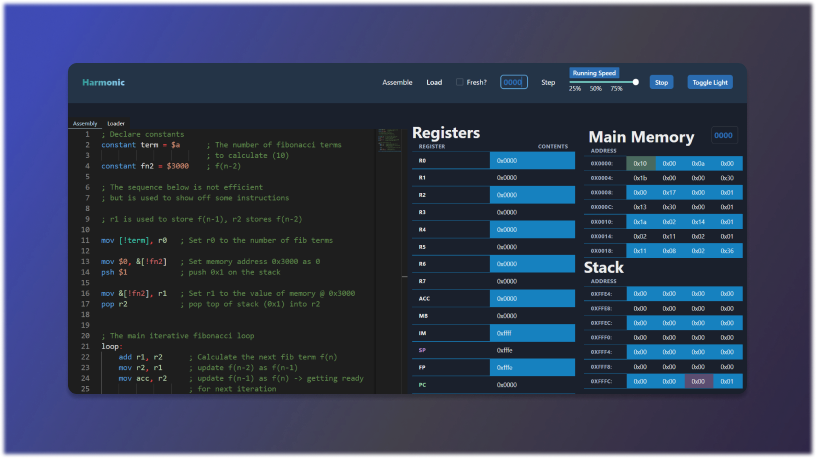 Harmonic
Assemble Load Fresh? 0000 Step Running Speed Stop Toggle Light
25% 50% 75%
Assembly Loader
1 ; Declare constants
2 constant term = $a ; The number of fibonacci terms
3 ; to calculate (10)
4 constant fn2 = $3000 ; f(n-2)
5
6 ; The sequence below is not efficient
7 ; but is used to show off some instructions
8
9 ; r1 is used to store f(n-1), r2 stores f(n-2)
10
11 mov [!term], r0 ; Set r0 to the number of fib terms
12
13 mov $0, &[!fn2] ; Set memory address 0x3000 as 0
14 psh $1 ; push 0x1 on the stack
15
16 mov &[!fn2], r1 ; Set r1 to the value of memory @ 0x3000
17 pop r2 ; pop top of stack (0x1) into r2
18
19
20 ; The main iterative fibonacci loop
21 loop:
22 add r1, r2 ; Calculate the next fib term f(n)
23 mov r2, r1 ; update f(n-2) as f(n-1)
24 mov acc, r2 ; update f(n-1) as f(n) -> getting ready
25 ; for next iteration
Registers
REGISTER CONTENTS
R0 0x0000
R1 0x0000
R2 0x0000
R3 0x0000
R4 0x0000
R5 0x0000
R6 0x0000
R7 0x0000
ACC 0x0000
MB 0x0000
IM 0xffff
SP 0xfffe
FP 0xfffe
PC 0x0000
Main Memory 0000
ADDRESS
0X0000: 0x10 0x00 0x0a 0x00
0X0004: 0x1b 0x00 0x00 0x30
0X0008: 0x00 0x17 0x00 0x01
0X000C: 0x13 0x30 0x00 0x01
0X0010: 0x1a 0x02 0x14 0x01
0X0014: 0x02 0x11 0x02 0x01
0X0018: 0x11 0x08 0x02 0x36
Stack
ADDRESS
0XFFE4: 0x00 0x00 0x00 0x00
0XFFE8: 0x00 0x00 0x00 0x00
0XFFEC: 0x00 0x00 0x00 0x00
0XFFF0: 0x00 0x00 0x00 0x00
0XFFF4: 0x00 0x00 0x00 0x00
0XFFF8: 0x00 0x00 0x00 0x00
0XFFFC: 0x00 0x00 0x00 0x01